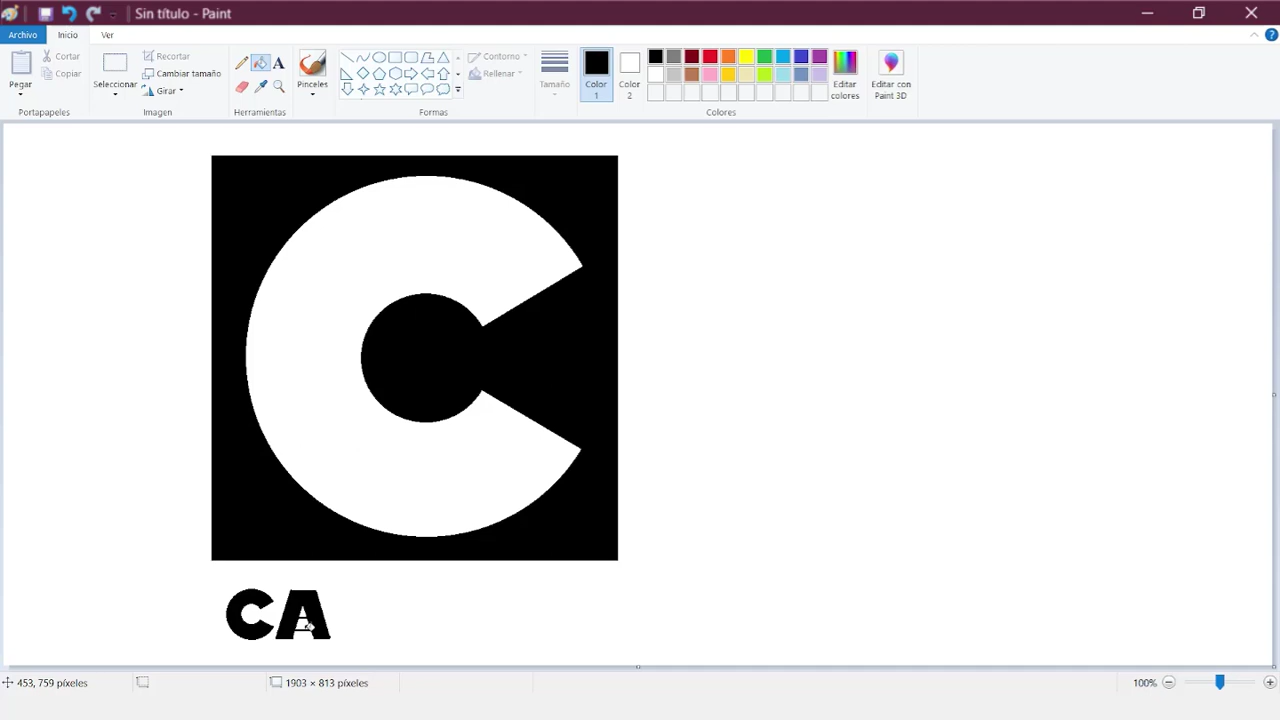 Sin título - Paint
Archivo Inicio Ver
Pegar
Cortar
Copiar
Portapapeles
Seleccionar
Recortar
Cambiar tamaño
Girar
Imagen
A
Herramientas
Pinceles
Contorno
Rellenar
Formas
Tamaño
Color 1
Color 2
Editar colores
Colores
Editar con Paint 3D
C
CA
453, 759 píxeles
1903 × 813 píxeles
100%